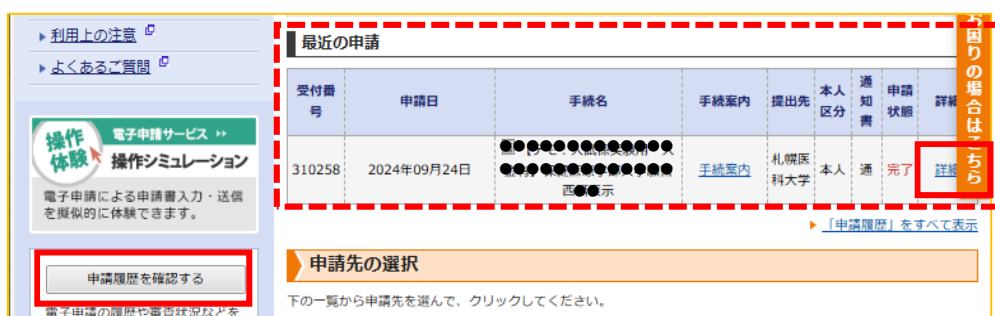 利用上の注意
よくあるご質問
操作体験
電子申請サービス
操作シミュレーション
電子申請による申請書入力・送信
を擬似的に体験できます。
申請履歴を確認する
電子申請の履歴や審査状況などを
最近の申請
受付番号 申請日 手続名 手続案内 提出先 本人区分 通知書 申請状態 詳細
310258 2024年09月24日 手続案内 札幌医科大学 本人 通 完了 詳細
「申請履歴」をすべて表示
申請先の選択
下の一覧から申請先を選んで、クリックしてください。
お困りの場合はこちら